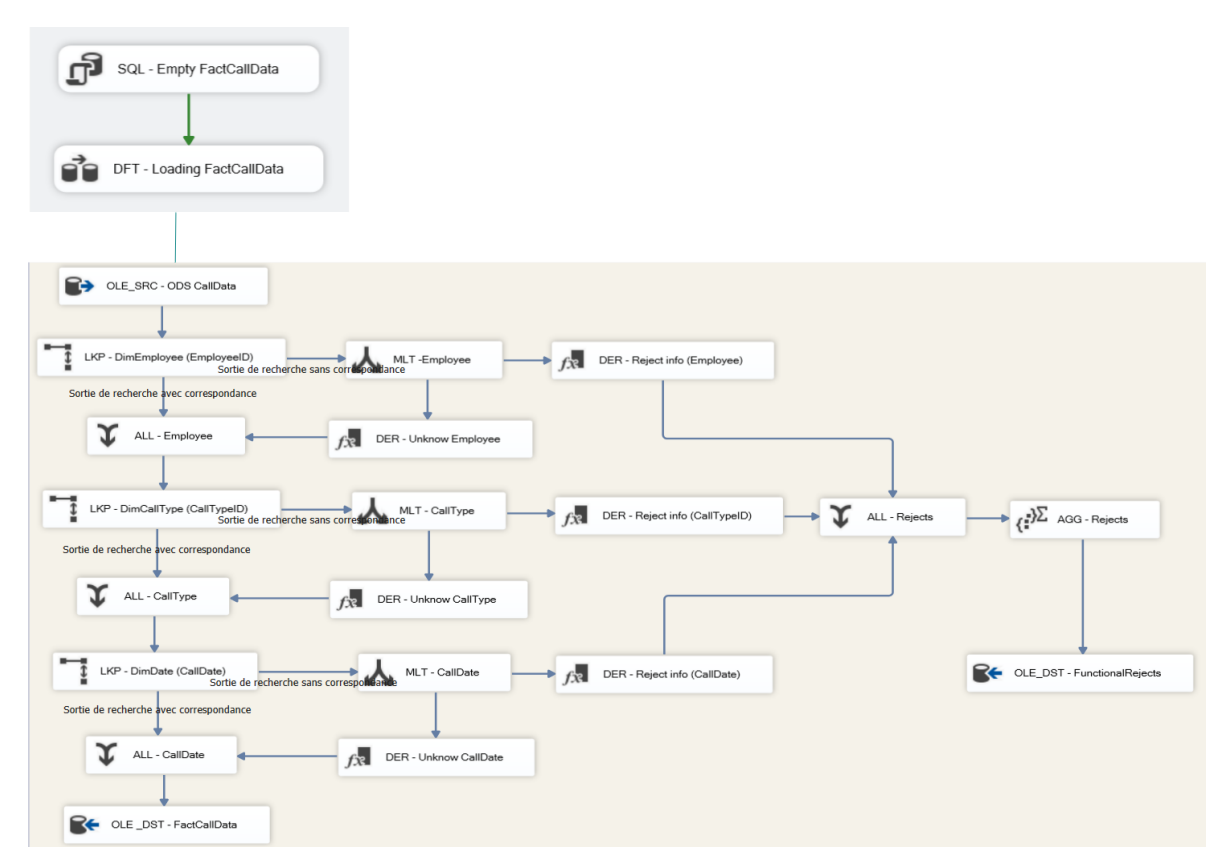 SQL - Empty FactCallData
DFT - Loading FactCallData
OLE_SRC - ODS CallData
LKP - DimEmployee (EmployeeID)
Sortie de recherche sans correspondance
MLT -Employee
DER - Reject info (Employee)
Sortie de recherche avec correspondance
ALL - Employee
DER - Unknow Employee
LKP - DimCallType (CallTypeID)
Sortie de recherche sans correspondance
MLT - CallType
DER - Reject info (CallTypeID)
ALL - Rejects
AGG - Rejects
Sortie de recherche avec correspondance
ALL - CallType
DER - Unknow CallType
LKP - DimDate (CallDate)
Sortie de recherche sans correspondance
MLT - CallDate
DER - Reject info (CallDate)
OLE_DST - FunctionalRejects
Sortie de recherche avec correspondance
ALL - CallDate
DER - Unknow CallDate
OLE _DST - FactCallData